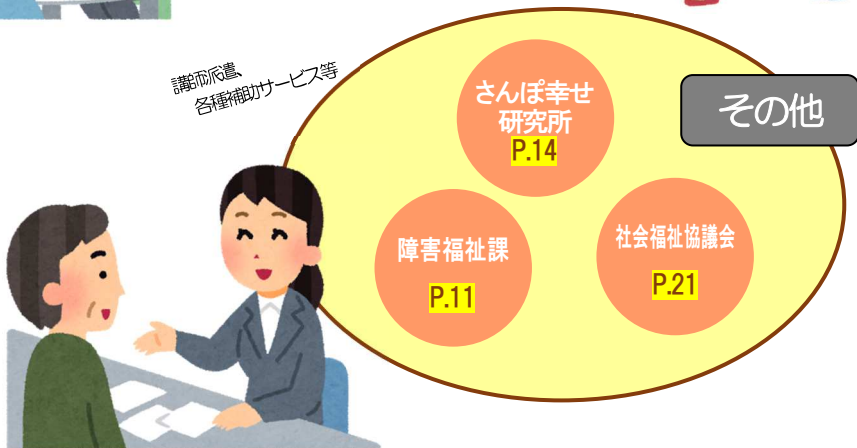 講師派遣、
各種補助サービス等
さんぽ幸せ
研究所
P.14
その他
障害福祉課
P.11
社会福祉協議会
P.21